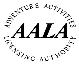 ADVENTURE ACTIVITIES
AALA
LICENSING AUTHORITY